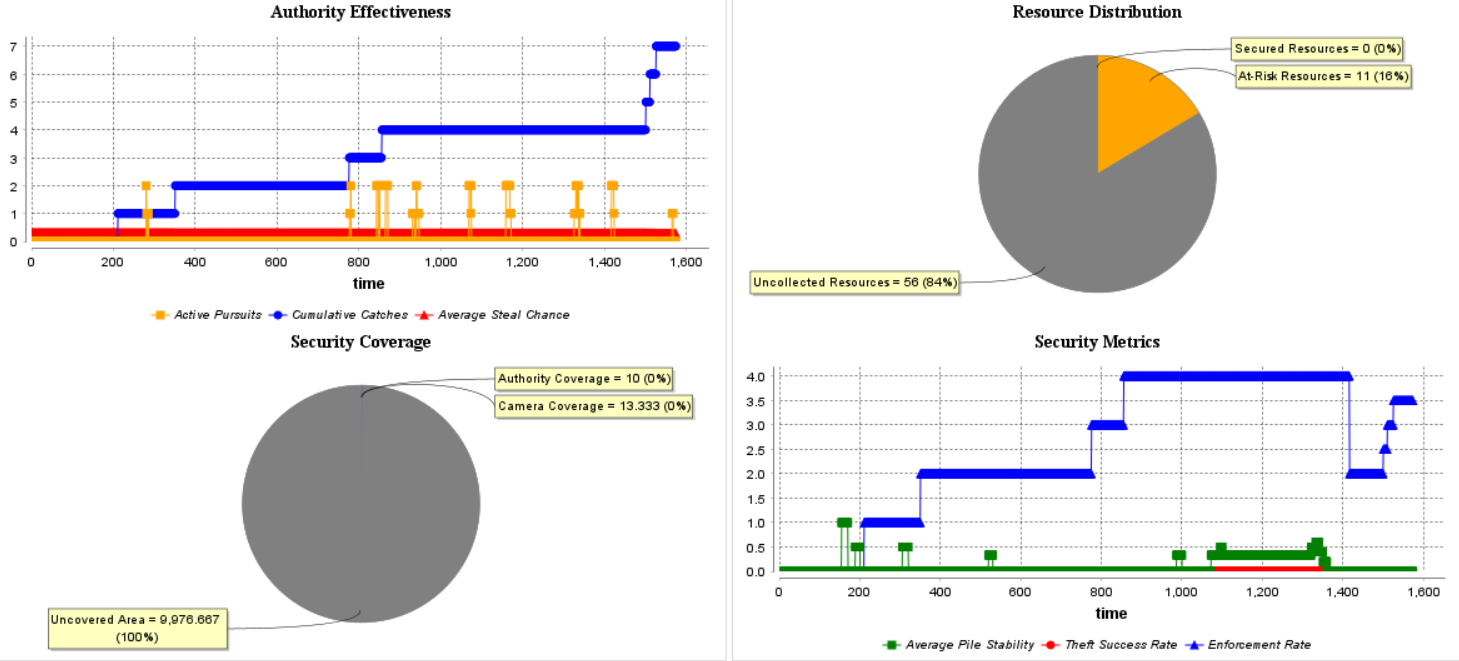 Authority Effectiveness
7
6
5
4
3
2
1
0
0 200 400 600 800 1,000 1,200 1,400 1,600
time
Active Pursuits Cumulative Catches Average Steal Chance
Resource Distribution
Secured Resources = 0 (0%)
At-Risk Resources = 11 (16%)
Uncollected Resources = 56 (84%)
Security Coverage
Authority Coverage = 10 (0%)
Camera Coverage = 13.333 (0%)
Uncovered Area = 9,976.667
(100%)
Security Metrics
4.0
3.5
3.0
2.5
2.0
1.5
1.0
0.5
0.0
0 200 400 600 800 1,000 1,200 1,400 1,600
time
Average Pile Stability Theft Success Rate Enforcement Rate